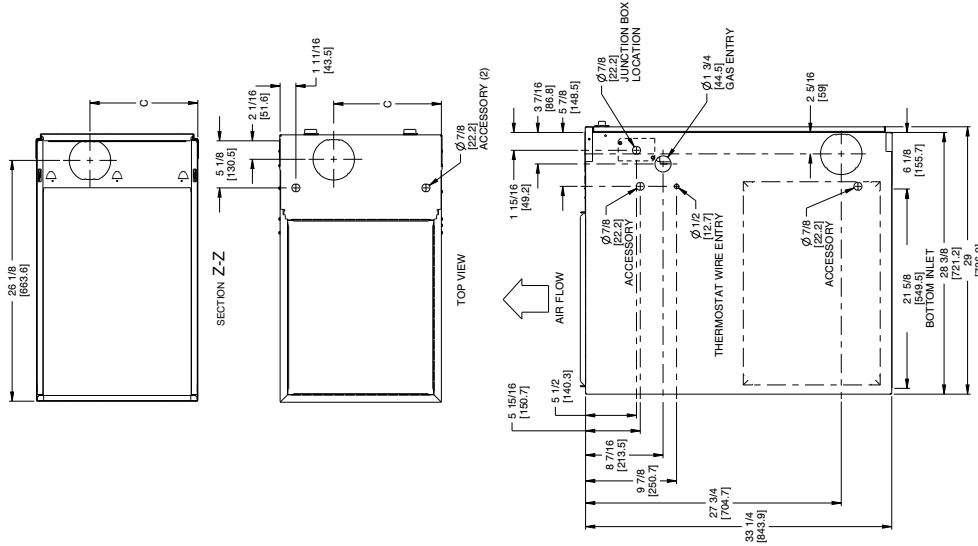 26 1/8
[663.6]
C
SECTION Z-Z
5 1/8
[130.5]
2 1/16
[51.6]
1 11/16
[43.5]
C
Ø 7/8
[22.2]
ACCESSORY (2)
TOP VIEW
AIR FLOW
1 15/16
[49.2]
3 7/16
[86.8]
5 7/8
[148.5]
Ø 7/8
[22.2]
JUNCTION BOX
LOCATION
Ø 1 3/4
[44.5]
GAS ENTRY
Ø 7/8
[22.2]
ACCESSORY
Ø 1/2
[12.7]
THERMOSTAT WIRE ENTRY
Ø 7/8
[22.2]
ACCESSORY
2 5/16
[59]
6 1/8
[155.7]
21 5/8
[549.5]
BOTTOM INLET
28 3/8
[721.2]
29
5 15/16
[150.7]
5 1/2
[140.3]
8 7/16
[213.5]
9 7/8
[250.7]
27 3/4
[704.7]
33 1/4
[843.9]